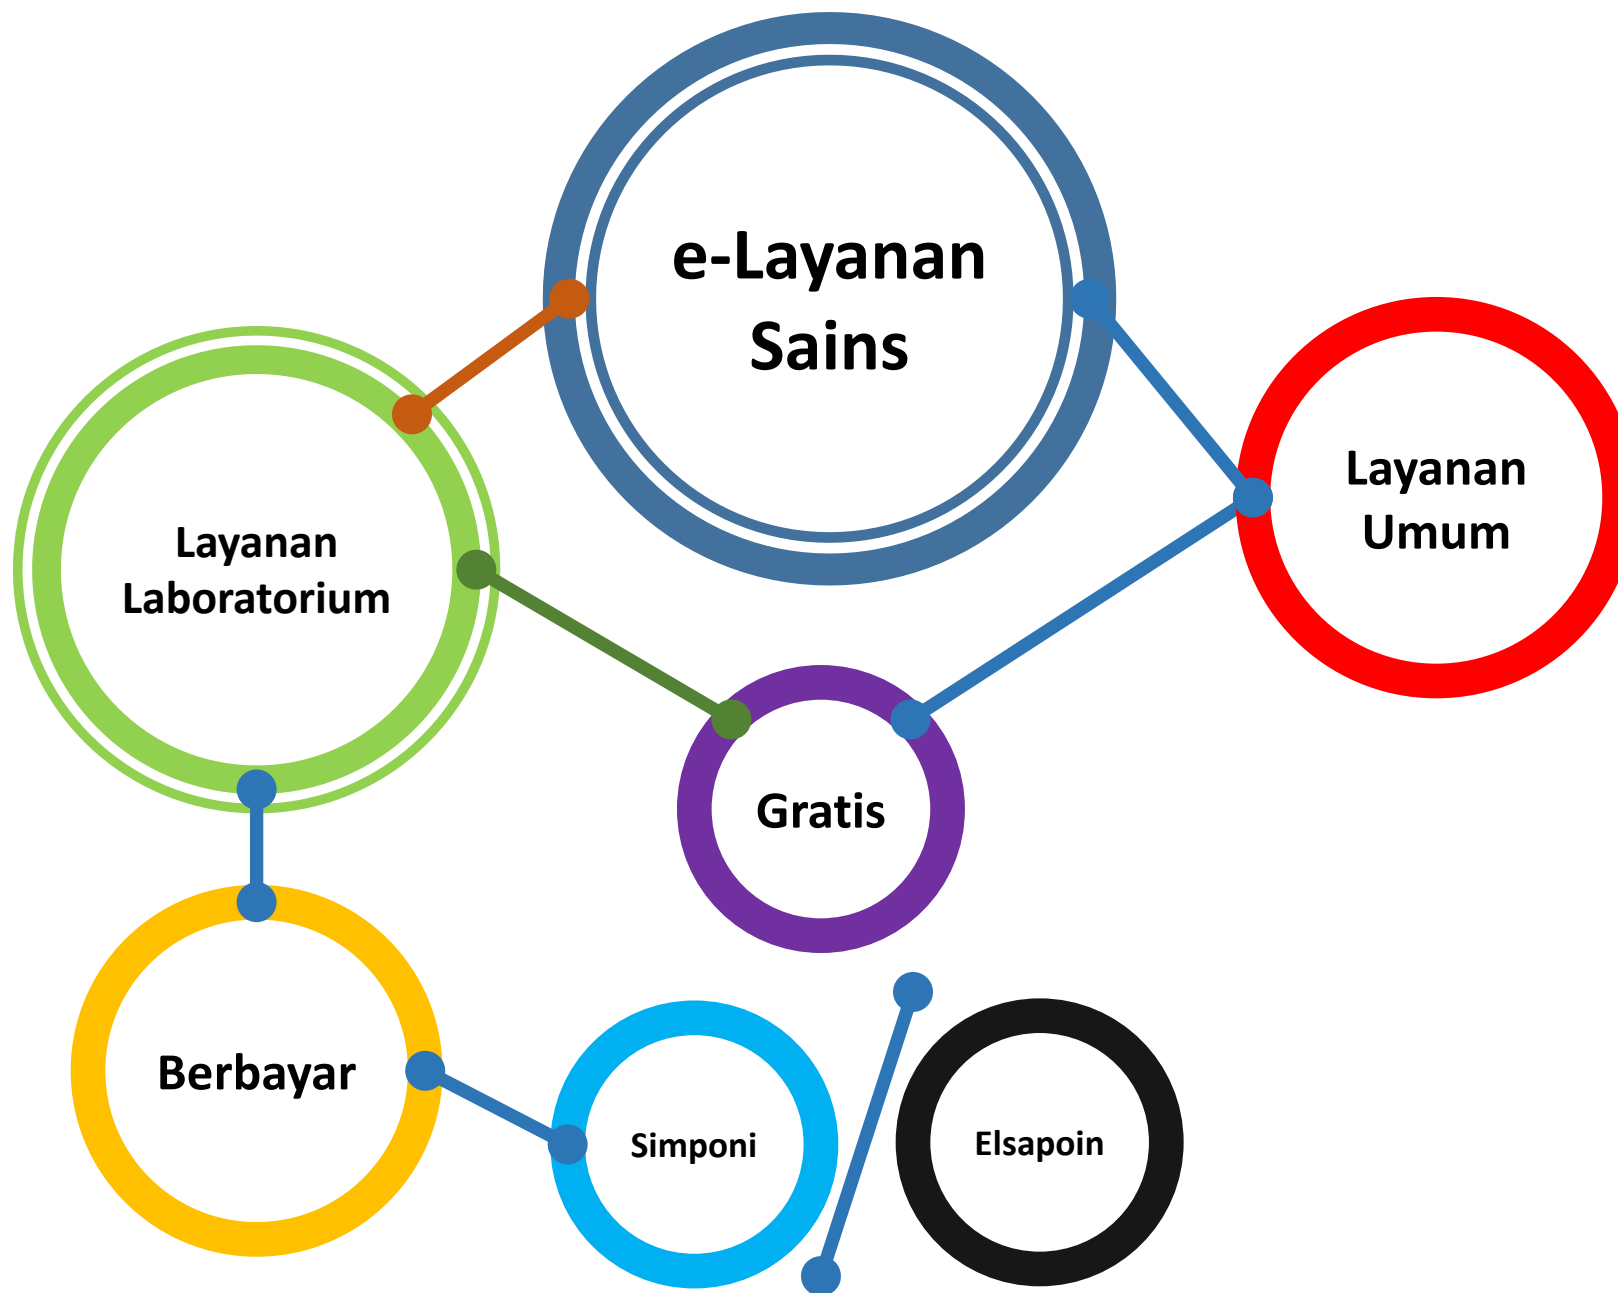 e-Layanan
Sains
Layanan
Umum
Layanan
Laboratorium
Gratis
Berbayar
Simponi
Elsapoin